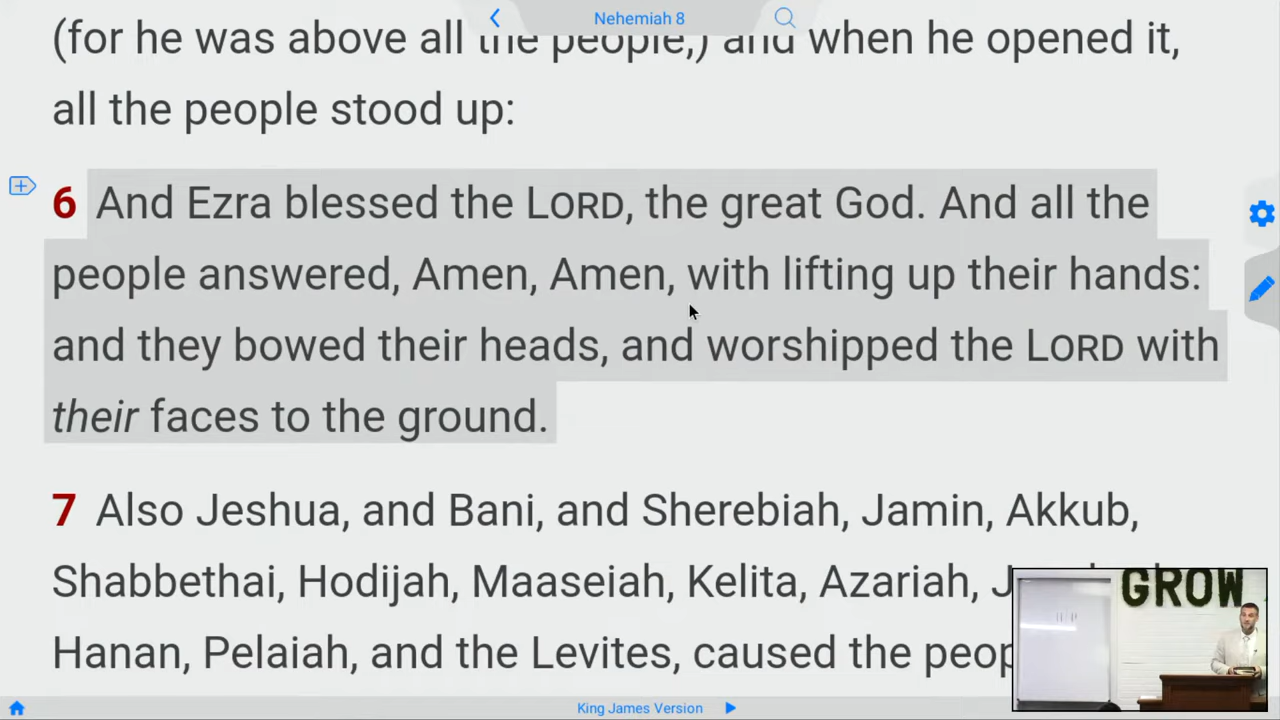 Nehemiah 8
(for he was above all the people,) and when he opened it,
all the people stood up:
6 And Ezra blessed the LORD, the great God. And all the
people answered, Amen, Amen, with lifting up their hands:
and they bowed their heads, and worshipped the LORD with
their faces to the ground.
7 Also Jeshua, and Bani, and Sherebiah, Jamin, Akkub,
Shabbethai, Hodijah, Maaseiah, Kelita, Azariah,
Hanan, Pelaiah, and the Levites, caused the
GROW
King James Version